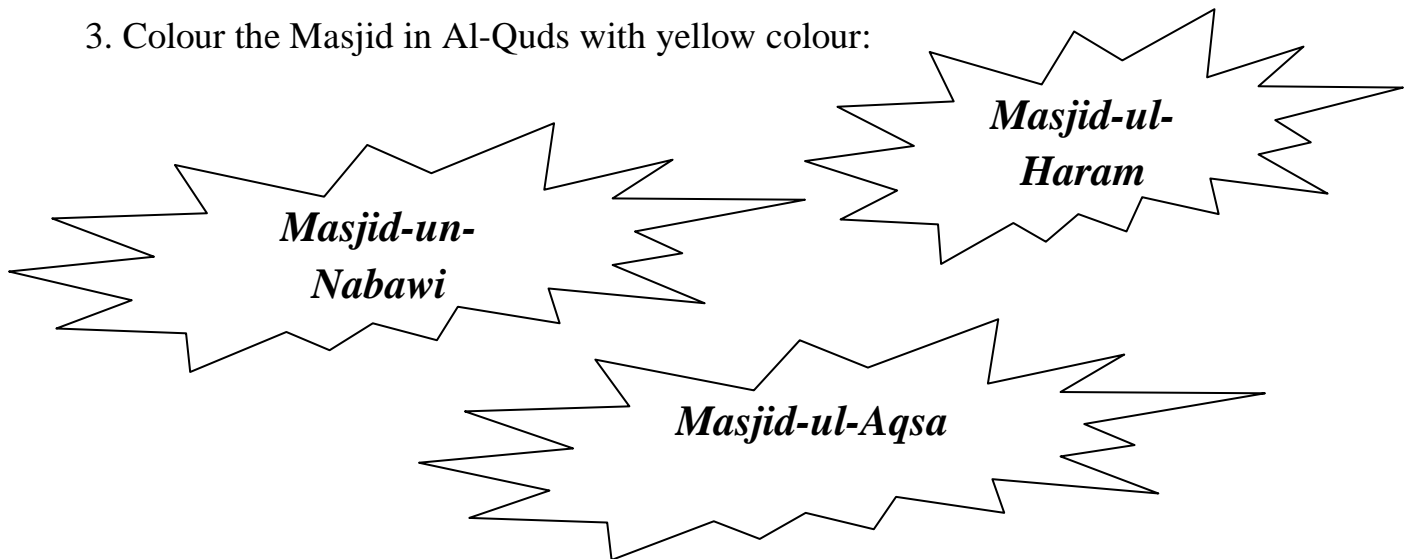 3. Colour the Masjid in Al-Quds with yellow colour:
Masjid-ul-
Haram
Masjid-un-
Nabawi
Masjid-ul-Aqsa